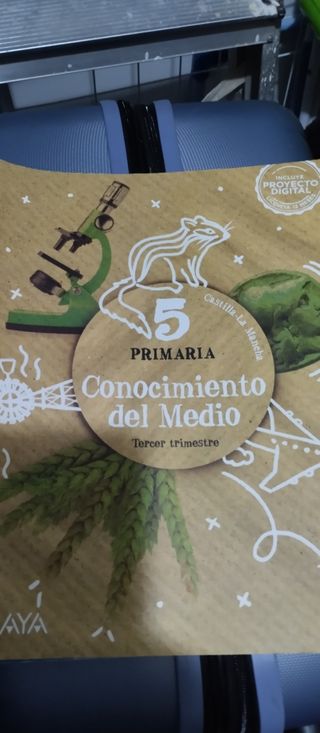 INCLUYE
PROYECTO
DIGITAL
Castilla-La Mancha
5
PRIMARIA
Conocimiento
del Medio
Tercer trimestre
AYA